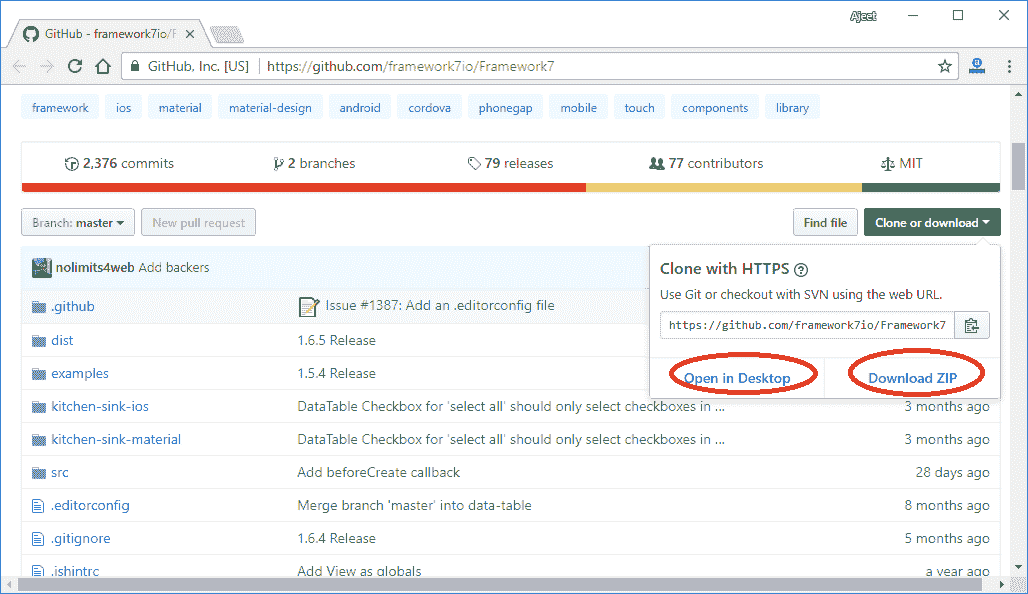 Ajeet
GitHub - framework7io/F
GitHub, Inc. [US] https://github.com/framework7io/Framework7
framework ios material material-design android cordova phonegap mobile touch components library
2,376 commits 2 branches 79 releases 77 contributors MIT
Branch: master New pull request Find file Clone or download
nolimits4web Add backers
Clone with HTTPS ?
Use Git or checkout with SVN using the web URL.
https://github.com/framework7io/Framework7
Open in Desktop Download ZIP
.github Issue #1387: Add an .editorconfig file
dist 1.6.5 Release
examples 1.5.4 Release
kitchen-sink-ios DataTable Checkbox for 'select all' should only select checkboxes in ... 3 months ago
kitchen-sink-material DataTable Checkbox for 'select all' should only select checkboxes in ... 3 months ago
src Add beforeCreate callback 28 days ago
.editorconfig Merge branch 'master' into data-table 8 months ago
.gitignore 1.6.4 Release 5 months ago
.jshintrc Add View as globals a year ago